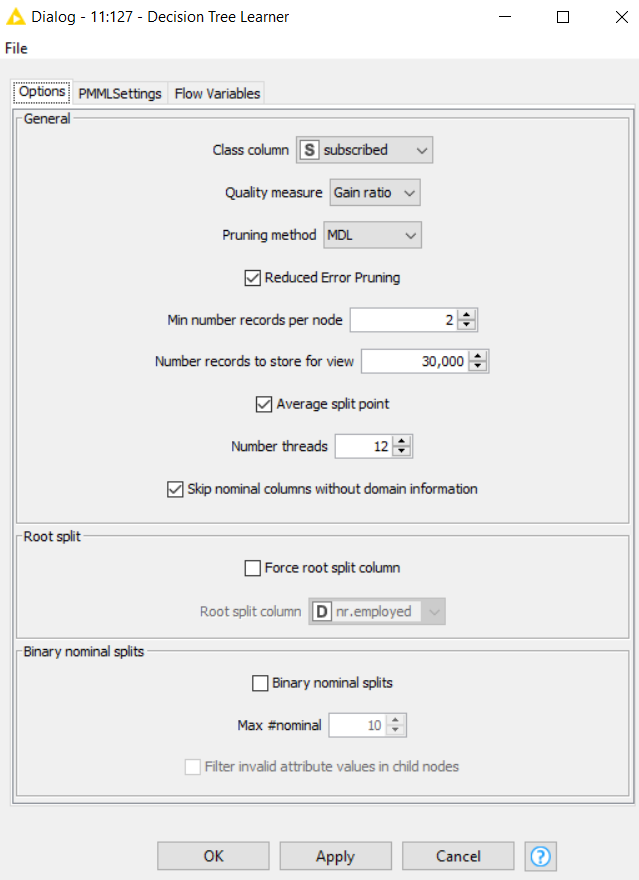 Dialog - 11:127 - Decision Tree Learner
File
Options PMMLSettings Flow Variables
General
Class column S subscribed
Quality measure Gain ratio
Pruning method MDL
Reduced Error Pruning
Min number records per node 2
Number records to store for view 30,000
Average split point
Number threads 12
Skip nominal columns without domain information
Root split
Force root split column
Root split column D nr.employed
Binary nominal splits
Binary nominal splits
Max #nominal 10
Filter invalid attribute values in child nodes
OK Apply Cancel ?